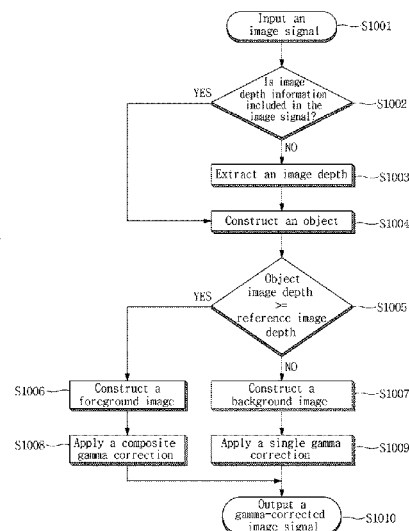 Input an
image signal
S1001
Is image
depth information
included in the
image signal?
S1002
YES
NO
Extract an image depth
S1003
Construct an object
S1004
Object
image depth
>=
reference image
depth
S1005
YES
NO
S1006
Construct a
foreground image
Construct a
background image
S1007
S1008
Apply a composite
gamma correction
Apply a single gamma
correction
S1009
Output a
gamma-corrected
image signal
S1010